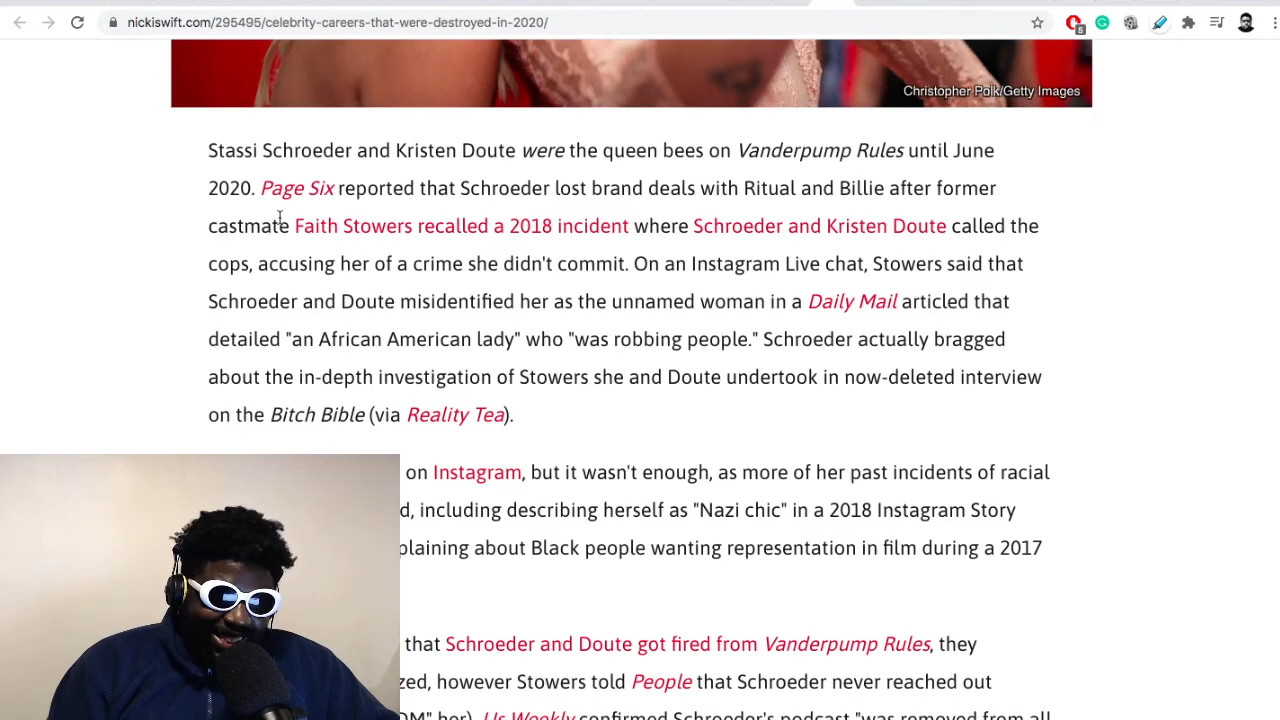 nickiswift.com/295495/celebrity-careers-that-were-destroyed-in-2020/
5
Christopher Polk/Getty Images
Stassi Schroeder and Kristen Doute were the queen bees on Vanderpump Rules until June
2020. Page Six reported that Schroeder lost brand deals with Ritual and Billie after former
castmate Faith Stowers recalled a 2018 incident where Schroeder and Kristen Doute called the
cops, accusing her of a crime she didn't commit. On an Instagram Live chat, Stowers said that
Schroeder and Doute misidentified her as the unnamed woman in a Daily Mail articled that
detailed "an African American lady" who "was robbing people." Schroeder actually bragged
about the in-depth investigation of Stowers she and Doute undertook in now-deleted interview
on the Bitch Bible (via Reality Tea).
on Instagram, but it wasn't enough, as more of her past incidents of racial
d, including describing herself as "Nazi chic" in a 2018 Instagram Story
plaining about Black people wanting representation in film during a 2017
that Schroeder and Doute got fired from Vanderpump Rules, they
zed, however Stowers told People that Schroeder never reached out
DM" her). Us Weekly confirmed Schroeder's podcast "was removed from all